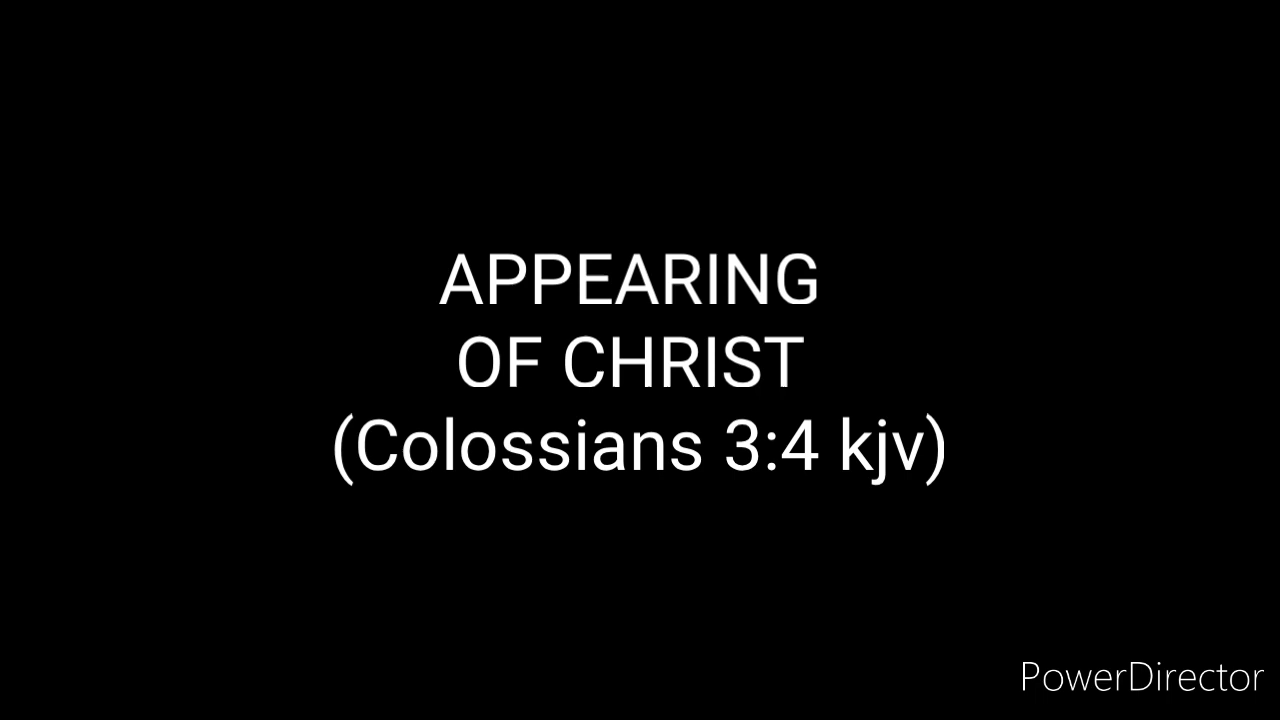 APPEARING
OF CHRIST
(Colossians 3:4 kjv)
PowerDirector